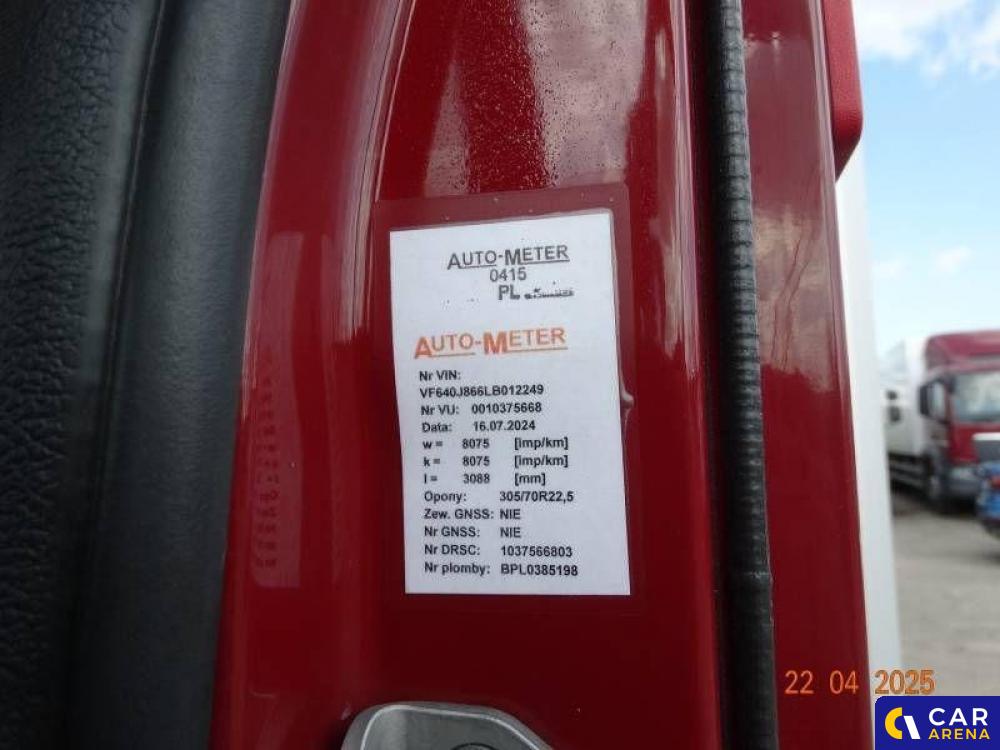 AUTO-METER
0415
PL
AUTO-METER
Nr VIN:
VF640J866LB012249
Nr VU: 0010375668
Data: 16.07.2024
w = 8075 [imp/km]
k = 8075 [imp/km]
l = 3088 [mm]
Opony: 305/70R22,5
Zew. GNSS: NIE
Nr GNSS: NIE
Nr DRSC: 1037566803
Nr plomby: BPL0385198
22 04 2025
CAR
ARENA